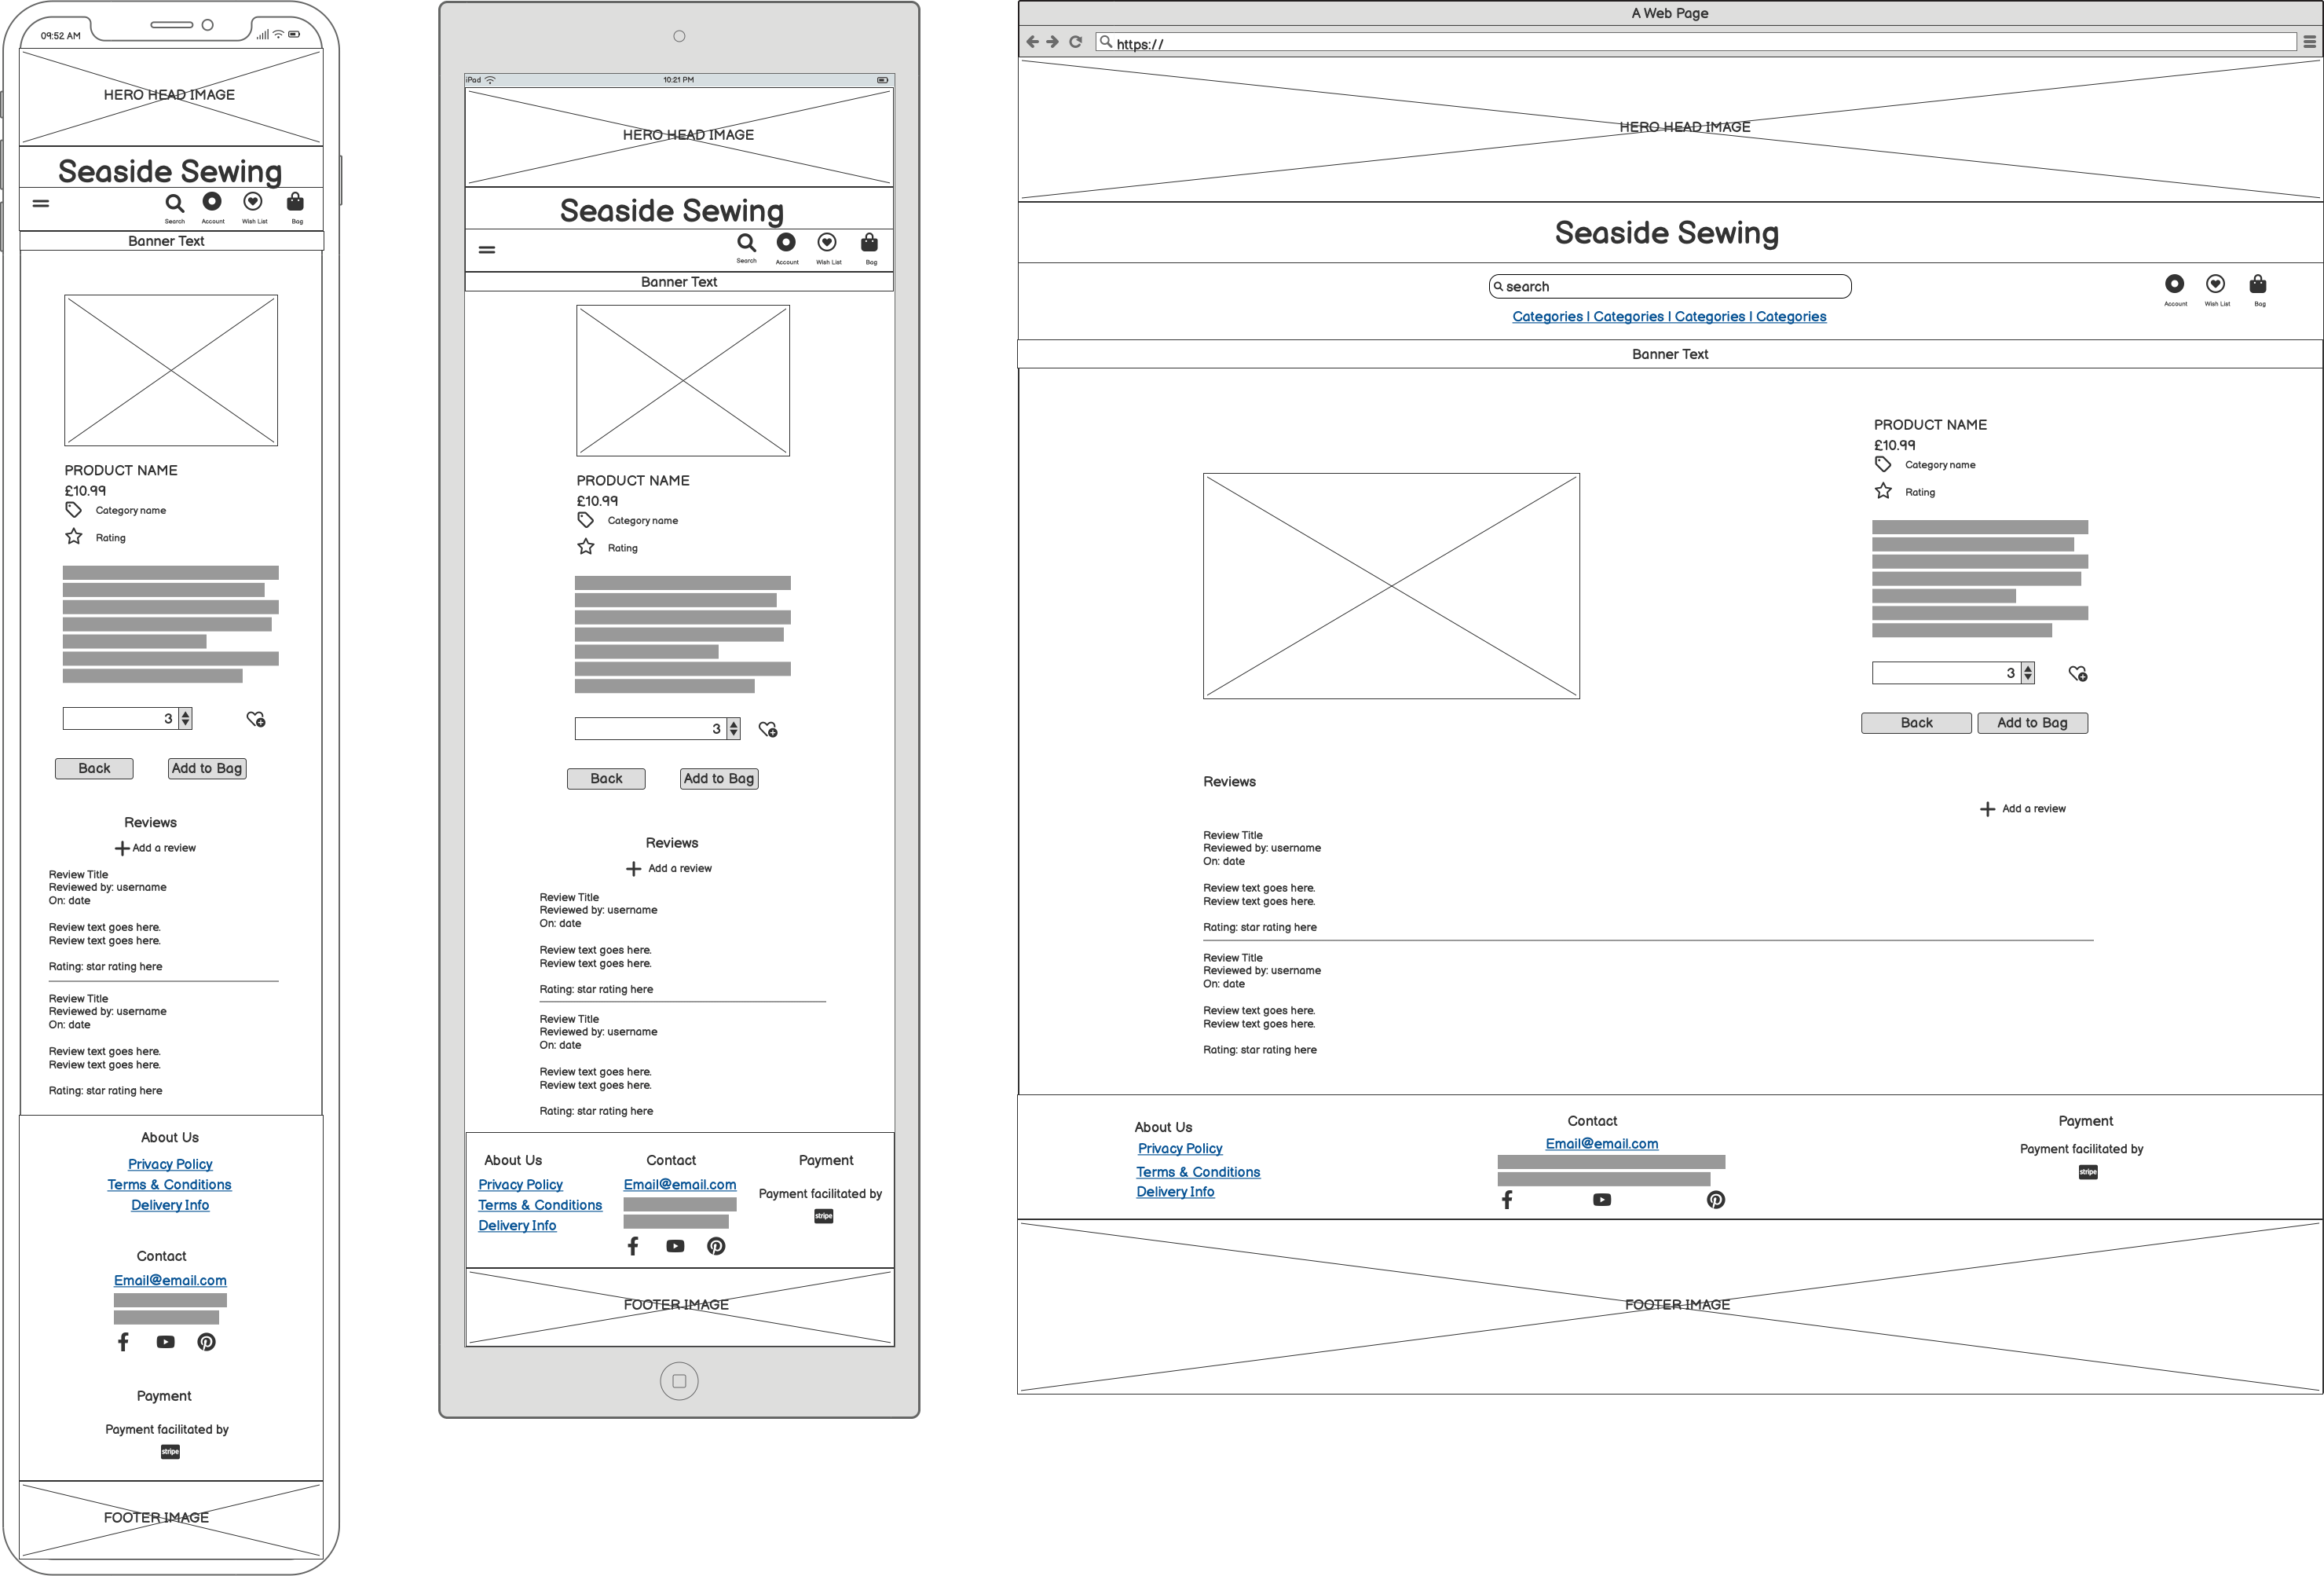 09:52 AM
HERO HEAD IMAGE
Seaside Sewing
Search Account Wish List Bag
Banner Text
PRODUCT NAME
£10.99
Category name
Rating
3
Back Add to Bag
Reviews
Add a review
Review Title
Reviewed by: username
On: date
Review text goes here.
Review text goes here.
Rating: star rating here
Review Title
Reviewed by: username
On: date
Review text goes here.
Review text goes here.
Rating: star rating here
About Us
Privacy Policy
Terms & Conditions
Delivery Info
Contact
Email@email.com
Payment
Payment facilitated by
stripe
FOOTER IMAGE
iPad 10:21 PM
HERO HEAD IMAGE
Seaside Sewing
Search Account Wish List Bag
Banner Text
PRODUCT NAME
£10.99
Category name
Rating
3
Back Add to Bag
Reviews
Add a review
Review Title
Reviewed by: username
On: date
Review text goes here.
Review text goes here.
Rating: star rating here
Review Title
Reviewed by: username
On: date
Review text goes here.
Review text goes here.
Rating: star rating here
About Us
Privacy Policy
Terms & Conditions
Delivery Info
Contact
Email@email.com
Payment
Payment facilitated by
stripe
FOOTER IMAGE
A Web Page
https://
HERO HEAD IMAGE
Seaside Sewing
search
Account Wish List Bag
Categories | Categories | Categories | Categories
Banner Text
PRODUCT NAME
£10.99
Category name
Rating
3
Back Add to Bag
Reviews
Add a review
Review Title
Reviewed by: username
On: date
Review text goes here.
Review text goes here.
Rating: star rating here
Review Title
Reviewed by: username
On: date
Review text goes here.
Review text goes here.
Rating: star rating here
About Us
Privacy Policy
Terms & Conditions
Delivery Info
Contact
Email@email.com
Payment
Payment facilitated by
stripe
FOOTER IMAGE